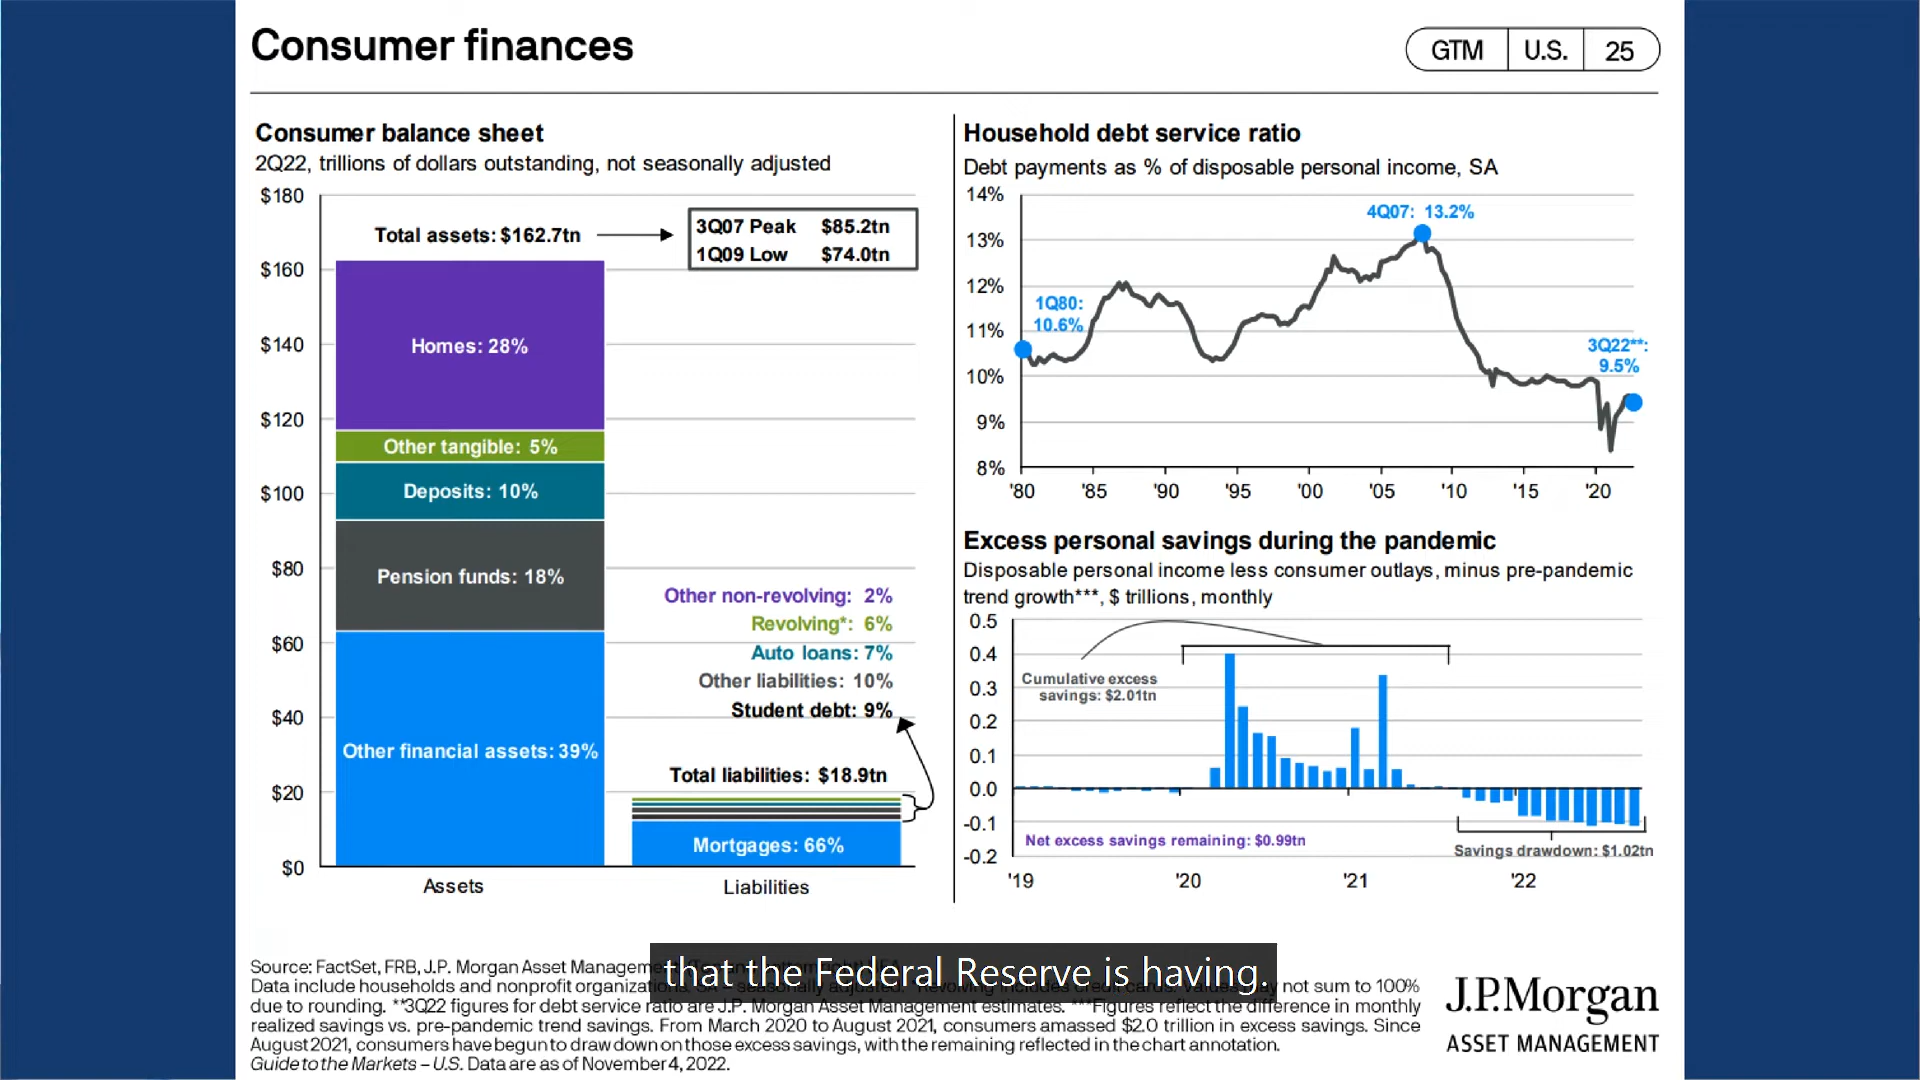 Consumer finances
GTM U.S. 25
Consumer balance sheet
2Q22, trillions of dollars outstanding, not seasonally adjusted
$180
$160
$140
$120
$100
$80
$60
$40
$20
$0
Total assets: $162.7tn
3Q07 Peak $85.2tn
1Q09 Low $74.0tn
Homes: 28%
Other tangible: 5%
Deposits: 10%
Pension funds: 18%
Other financial assets: 39%
Other non-revolving: 2%
Revolving*: 6%
Auto loans: 7%
Other liabilities: 10%
Student debt: 9%
Total liabilities: $18.9tn
Mortgages: 66%
Assets
Liabilities
Household debt service ratio
Debt payments as % of disposable personal income, SA
14%
13%
12%
11%
10%
9%
8%
4Q07: 13.2%
1Q80:
10.6%
3Q22**:
9.5%
'80 '85 '90 '95 '00 '05 '10 '15 '20
Excess personal savings during the pandemic
Disposable personal income less consumer outlays, minus pre-pandemic
trend growth***, $ trillions, monthly
0.5
0.4
0.3
0.2
0.1
0.0
-0.1
-0.2
Cumulative excess
savings: $2.01tn
Net excess savings remaining: $0.99tn
Savings drawdown: $1.02tn
'19 '20 '21 '22
that the Federal Reserve is having.
Source: FactSet, FRB, J.P. Morgan Asset Management
Data include households and nonprofit not sum to 100%
due to rounding. **3Q22 figures for debt service ratio are J.P. Morgan Asset Management estimates. ***Figures reflect the difference in monthly
realized savings vs. pre-pandemic trend savings. From March 2020 to August 2021, consumers amassed $2.0 trillion in excess savings. Since
August 2021, consumers have begun to draw down on those excess savings, with the remaining reflected in the chart annotation.
Guide to the Markets – U.S. Data are as of November 4, 2022.
J.P.Morgan
ASSET MANAGEMENT